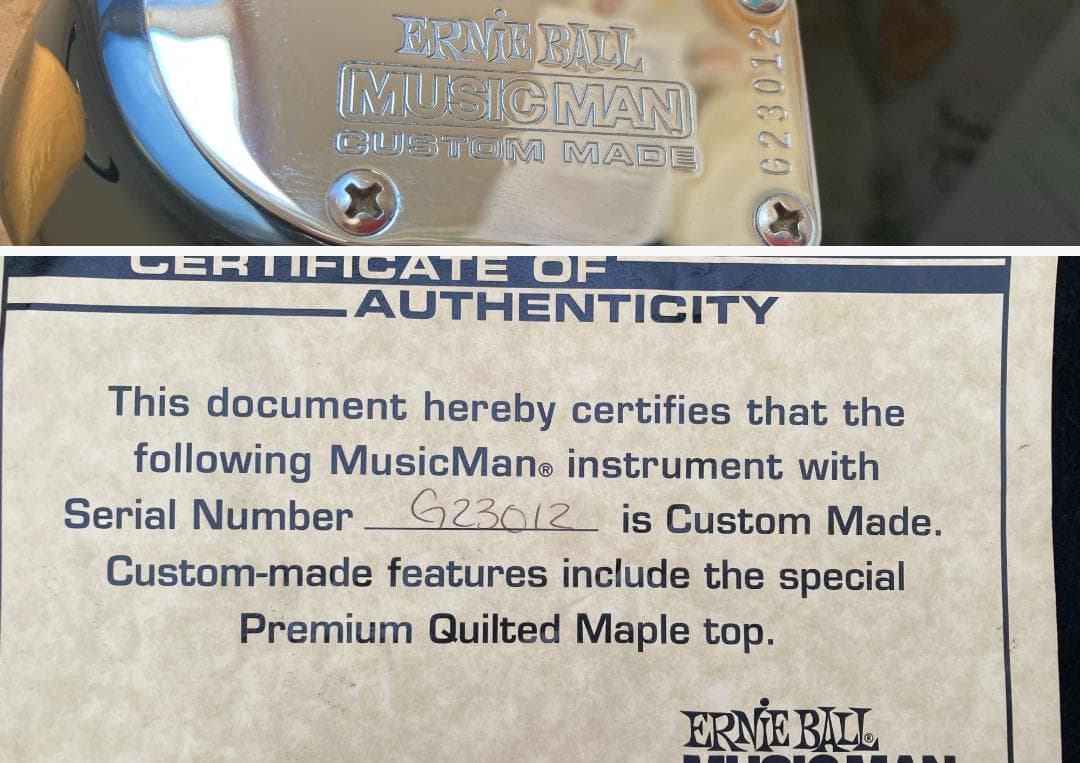 ERNIE BALL
MUSIC MAN
CUSTOM MADE
G23012
CERTIFICATE OF
AUTHENTICITY
This document hereby certifies that the
following MusicMan® instrument with
Serial Number G23012 is Custom Made.
Custom-made features include the special
Premium Quilted Maple top.
ERNIE BALL®
MUSIC MAN